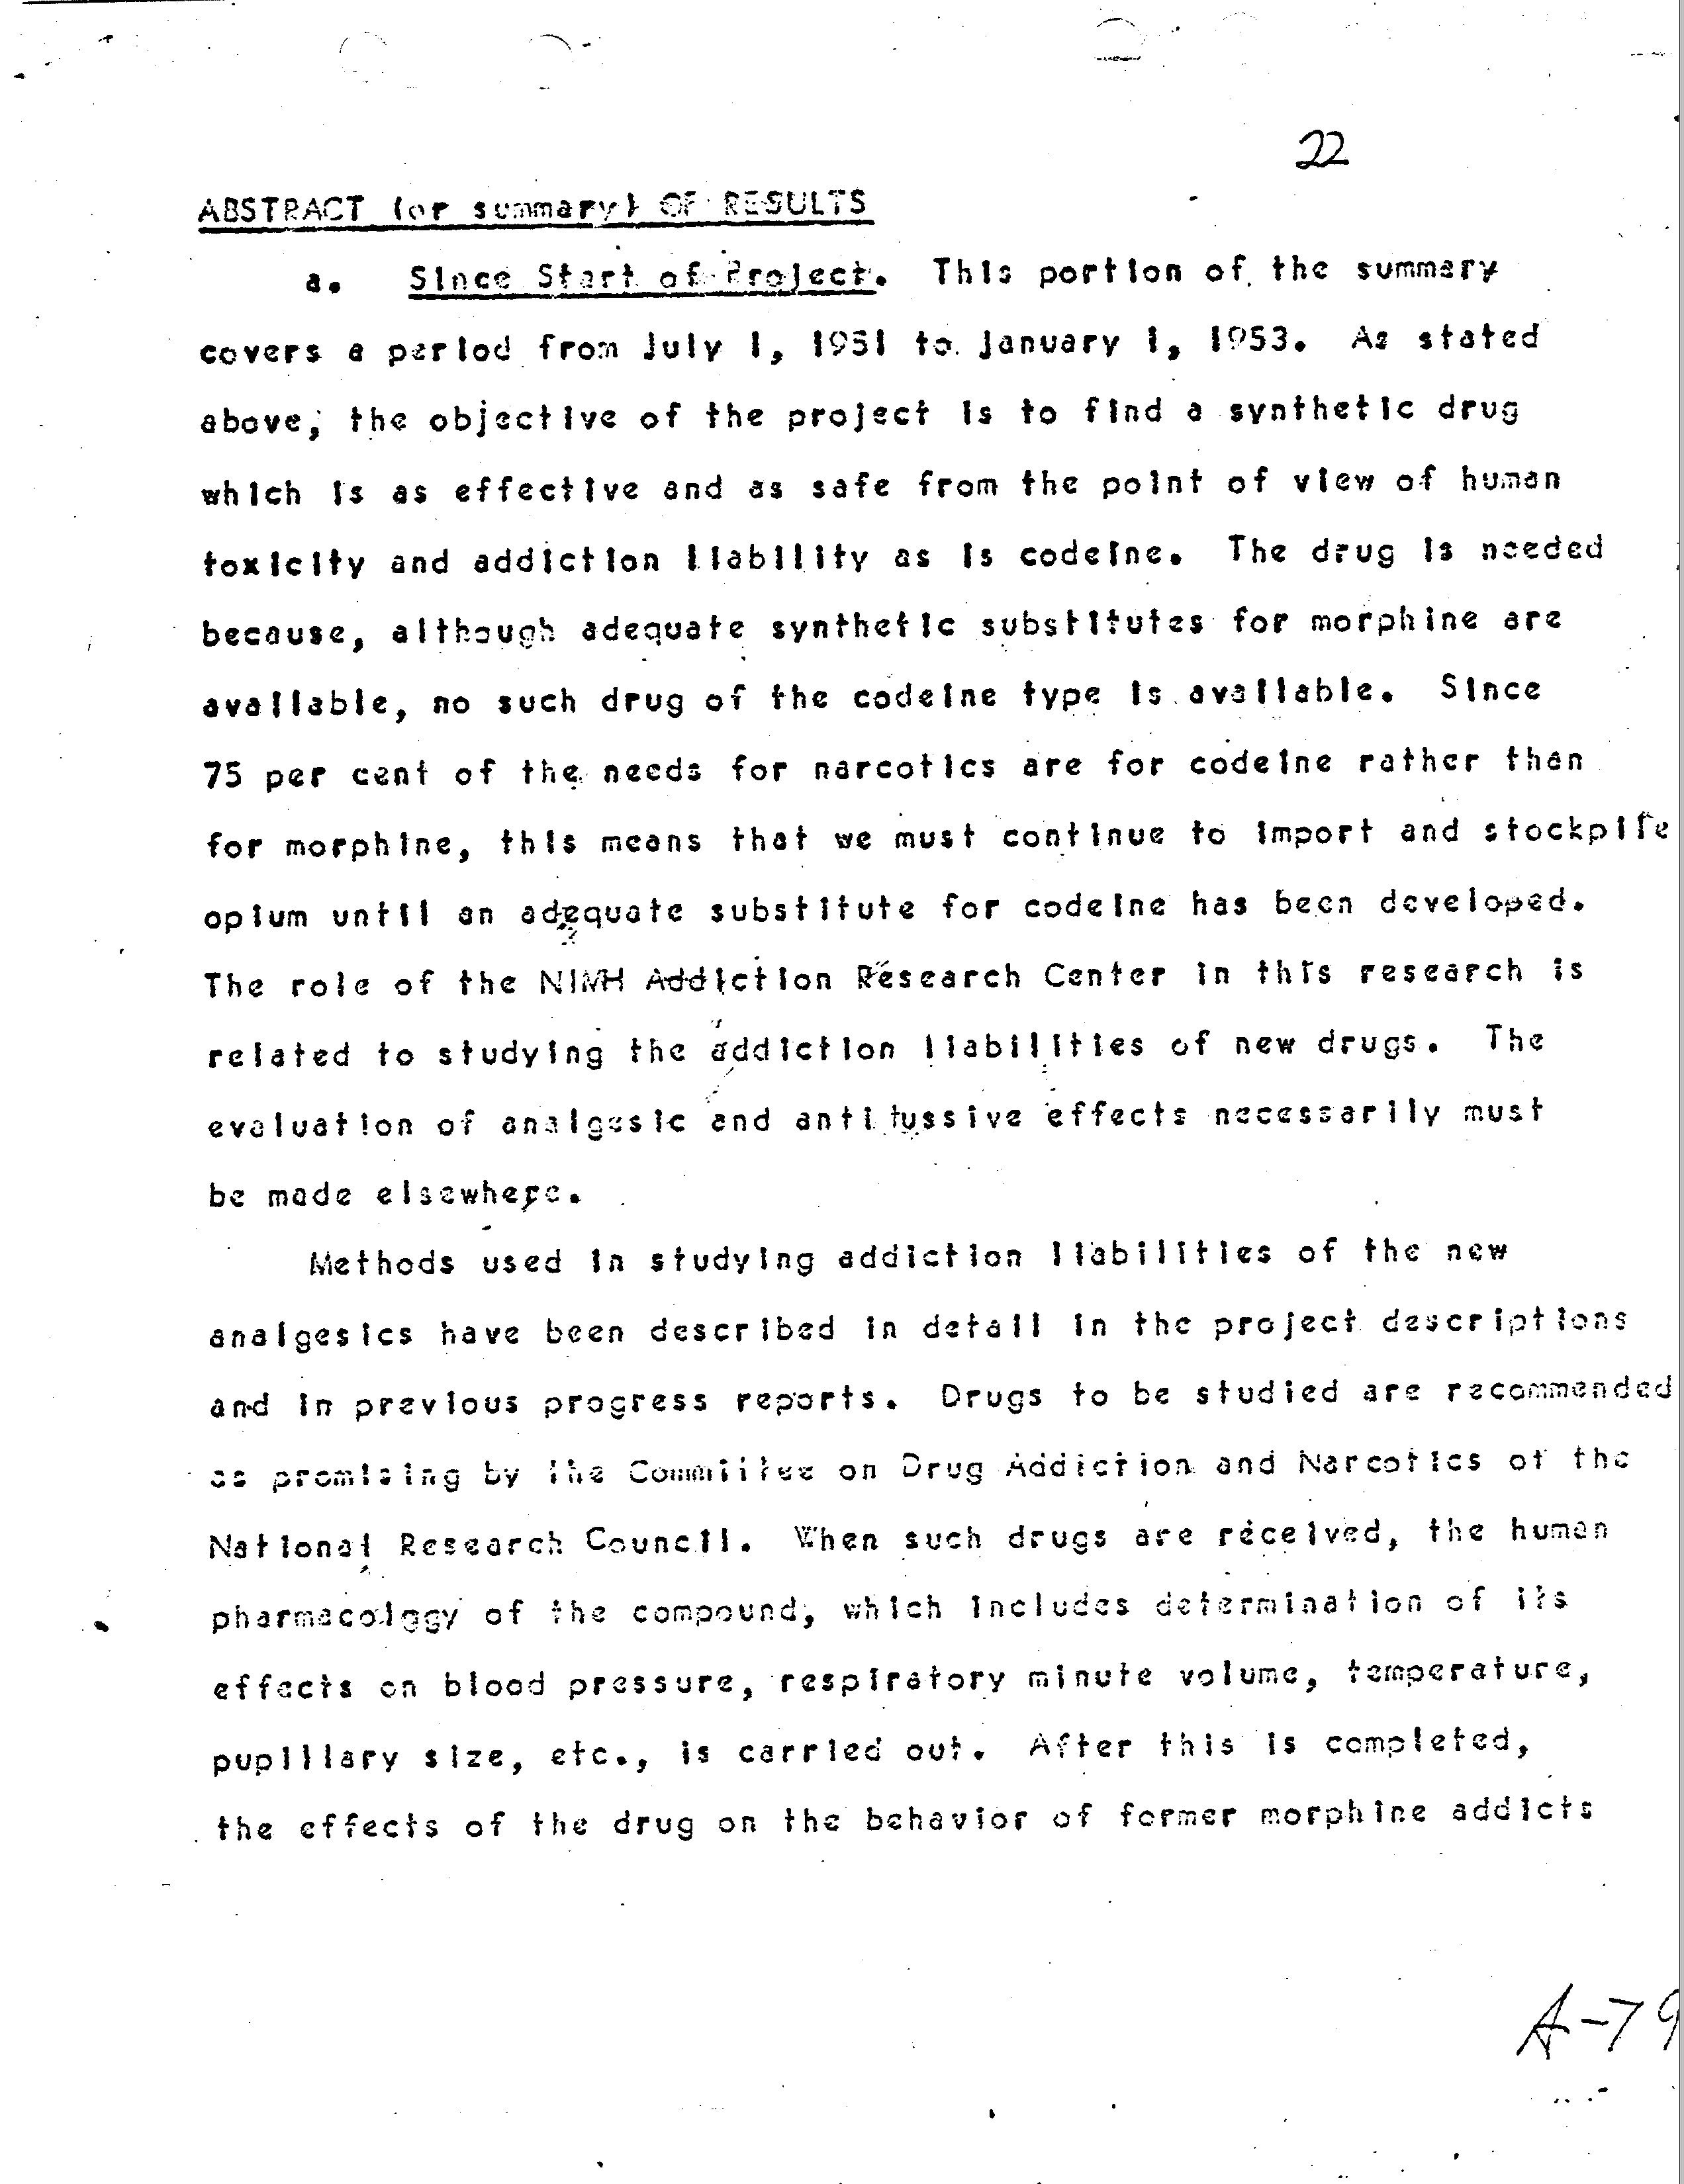 22
ABSTRACT (or summary) OF RESULTS
a. Since Start of Project. This portion of the summary
covers a period from July 1, 1951 to January 1, 1953. As stated
above, the objective of the project is to find a synthetic drug
which is as effective and as safe from the point of view of human
toxicity and addiction liability as is codeine. The drug is needed
because, although adequate synthetic substitutes for morphine are
available, no such drug of the codeine type is available. Since
75 per cent of the needs for narcotics are for codeine rather than
for morphine, this means that we must continue to import and stockpile
opium until an adequate substitute for codeine has been developed.
The role of the NIMH Addiction Research Center in this research is
related to studying the addiction liabilities of new drugs. The
evaluation of analgesic and antitussive effects necessarily must
be made elsewhere.
Methods used in studying addiction liabilities of the new
analgesics have been described in detail in the project descriptions
and in previous progress reports. Drugs to be studied are recommended
as promising by the Committee on Drug Addiction and Narcotics of the
National Research Council. When such drugs are received, the human
pharmacolggy of the compound, which includes determination of its
effects on blood pressure, respiratory minute volume, temperature,
pupillary size, etc., is carried out. After this is completed,
the effects of the drug on the behavior of former morphine addicts
A-79